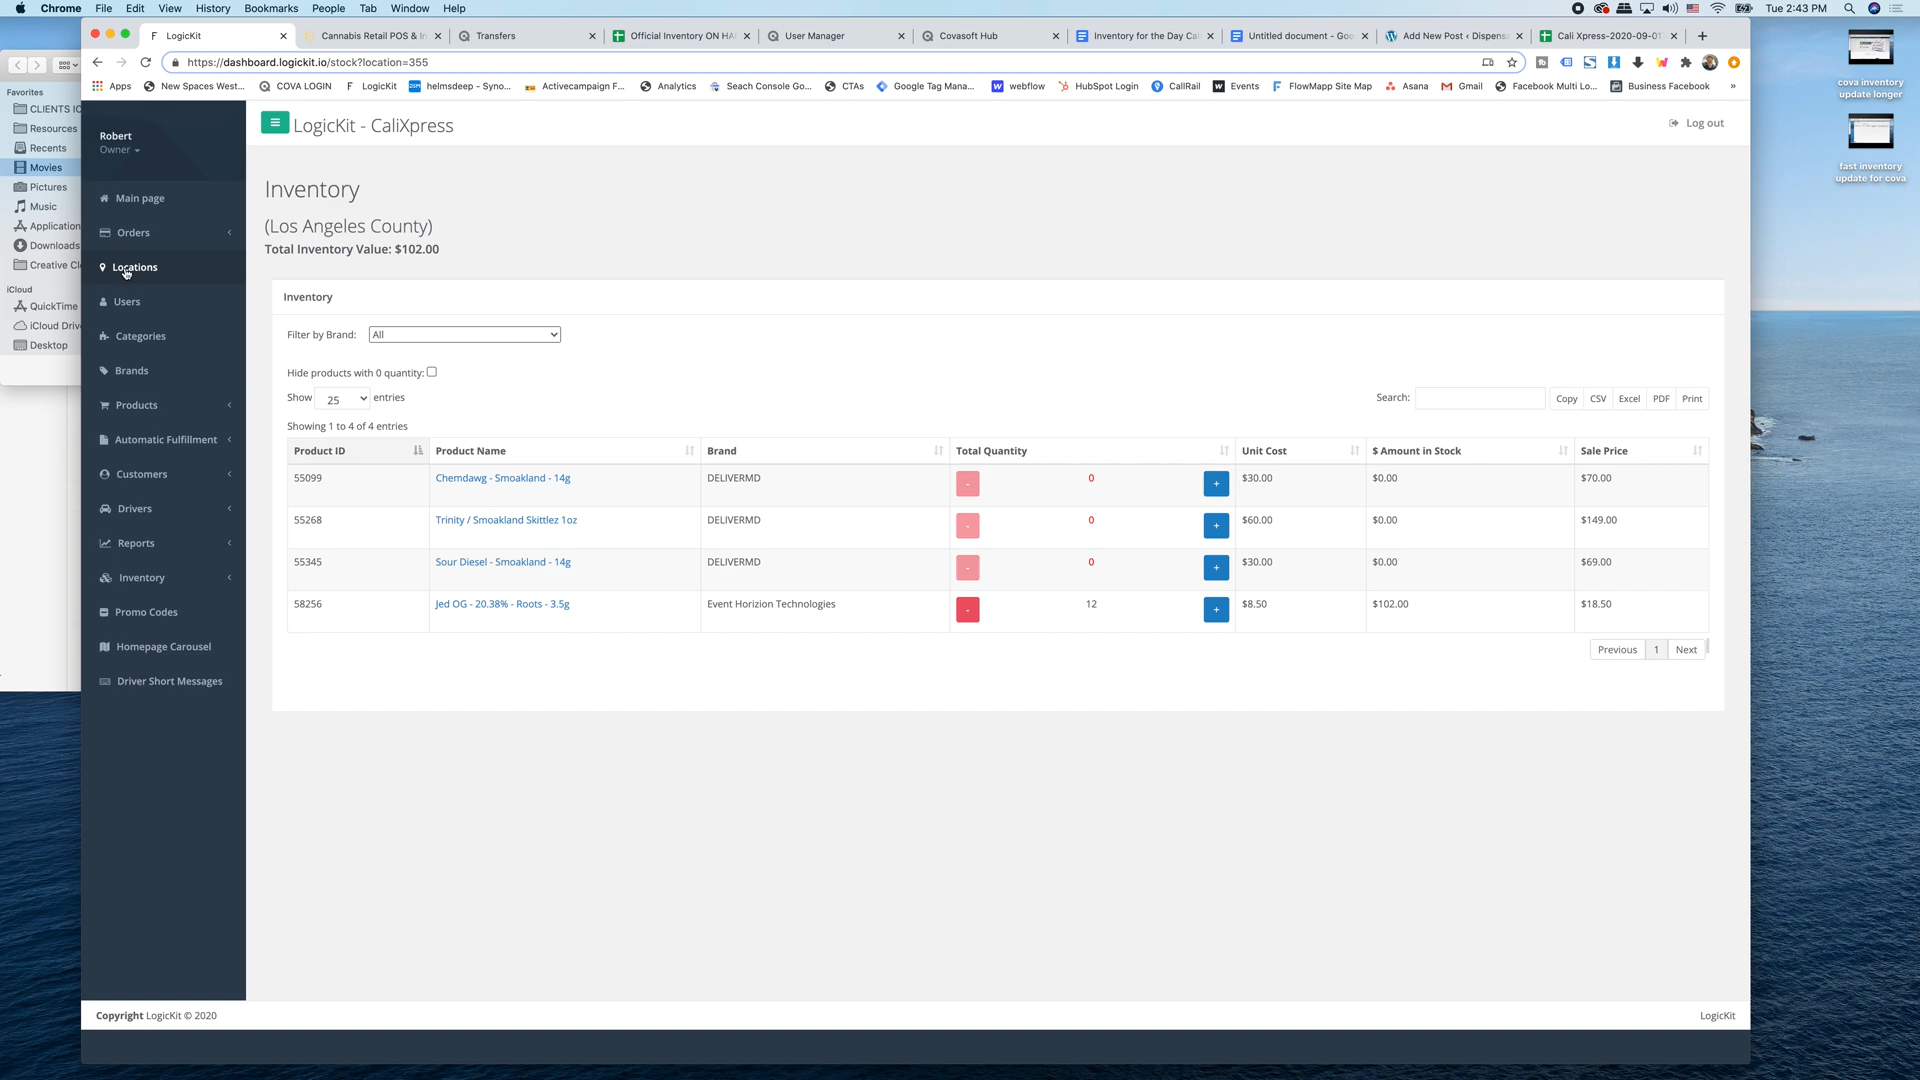 Chrome File Edit View History Bookmarks People Tab Window Help
Tue 2:43 PM
LogicKit
Cannabis Retail POS & In
Transfers
Official Inventory ON HA
User Manager
Covasoft Hub
Inventory for the Day Cal
Untitled document - Goo
Add New Post ‹ Dispensa
Cali Xpress-2020-09-01
https://dashboard.logickit.io/stock?location=355
Apps
New Spaces West...
COVA LOGIN
LogicKit
helmsdeep - Syno...
Activecampaign F...
Analytics
Seach Console Go...
CTAs
Google Tag Mana...
webflow
HubSpot Login
CallRail
Events
FlowMapp Site Map
Asana
Gmail
Facebook Multi Lo...
Business Facebook
»
Favorites
CLIENTS IC
Resources
Recents
Movies
Pictures
Music
Application
Downloads
Creative Cl
iCloud
QuickTime
iCloud Driv
Desktop
cova inventory
update longer
fast inventory
update for cova
Robert
Owner
Main page
Orders
Locations
Users
Categories
Brands
Products
Automatic Fulfillment
Customers
Drivers
Reports
Inventory
Promo Codes
Homepage Carousel
Driver Short Messages
LogicKit - CaliXpress
Log out
Inventory
(Los Angeles County)
Total Inventory Value: $102.00
Inventory
Filter by Brand: All
Hide products with 0 quantity:
Show 25 entries
Search:
Copy CSV Excel PDF Print
Showing 1 to 4 of 4 entries
Product ID Product Name Brand Total Quantity Unit Cost $ Amount in Stock Sale Price
55099 Chemdawg - Smoakland - 14g DELIVERMD - 0 + $30.00 $0.00 $70.00
55268 Trinity / Smoakland Skittlez 1oz DELIVERMD - 0 + $60.00 $0.00 $149.00
55345 Sour Diesel - Smoakland - 14g DELIVERMD - 0 + $30.00 $0.00 $69.00
58256 Jed OG - 20.38% - Roots - 3.5g Event Horizion Technologies - 12 + $8.50 $102.00 $18.50
Previous 1 Next
Copyright LogicKit © 2020
LogicKit